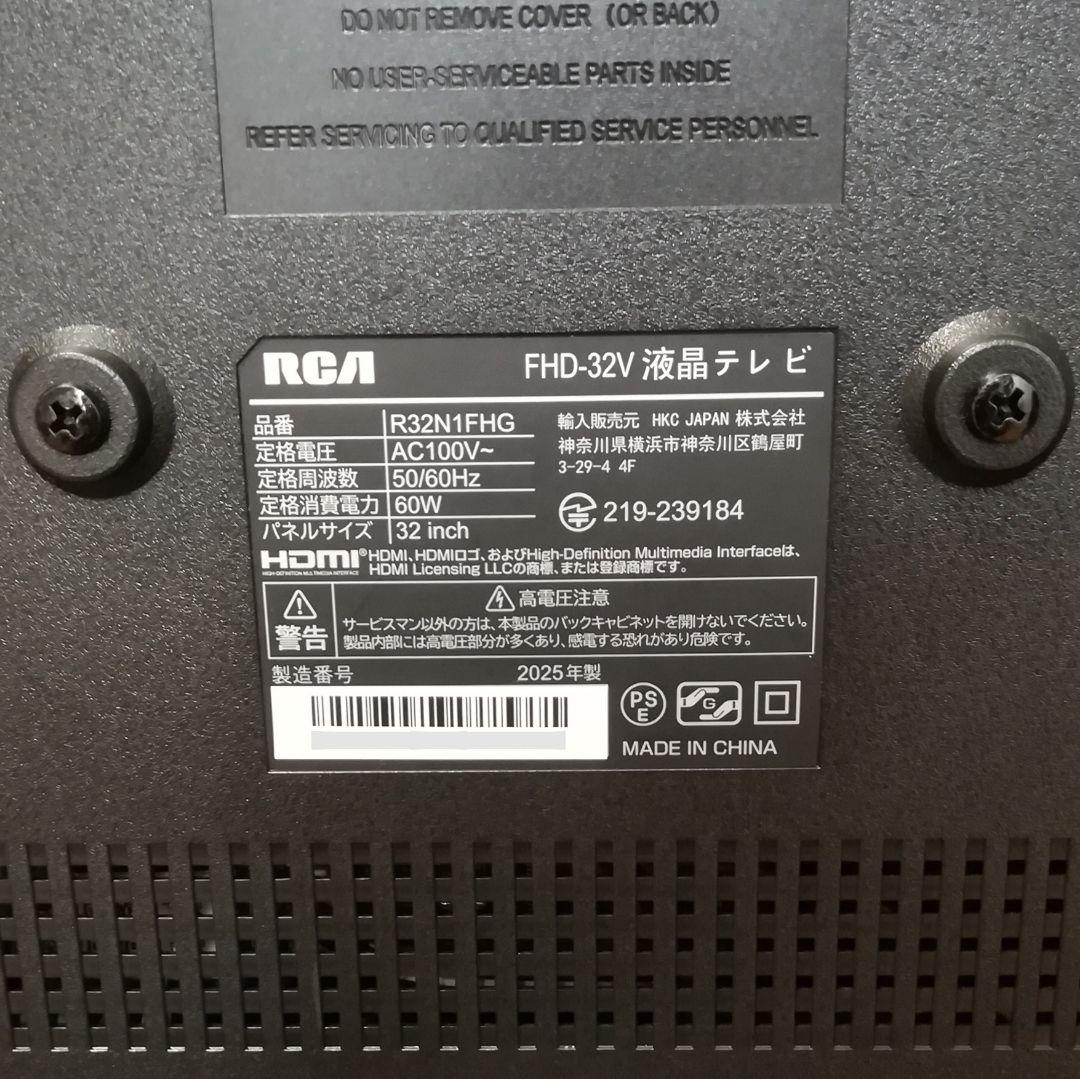 DO NOT REMOVE COVER (OR BACK)
NO USER-SERVICEABLE PARTS INSIDE
REFER SERVICING TO QUALIFIED SERVICE PERSONNEL
RCA
FHD-32V 液晶テレビ
品番 R32N1FHG
定格電圧 AC100V~
定格周波数 50/60Hz
定格消費電力 60W
パネルサイズ 32 inch
輸入販売元 HKC JAPAN 株式会社
神奈川県横浜市神奈川区鶴屋町
3-29-4 4F
219-239184
HDMI®
HIGH-DEFINITION MULTIMEDIA INTERFACE
HDMI、HDMIロゴ、およびHigh-Definition Multimedia Interfaceは、
HDMI Licensing LLCの商標、または登録商標です。
警告
高電圧注意
サービスマン以外の方は、本製品のバックキャビネットを開けないでください。
製品内部には高電圧部分が多くあり、感電する恐れがあり危険です。
製造番号
2025年製
PS
E
G
MADE IN CHINA